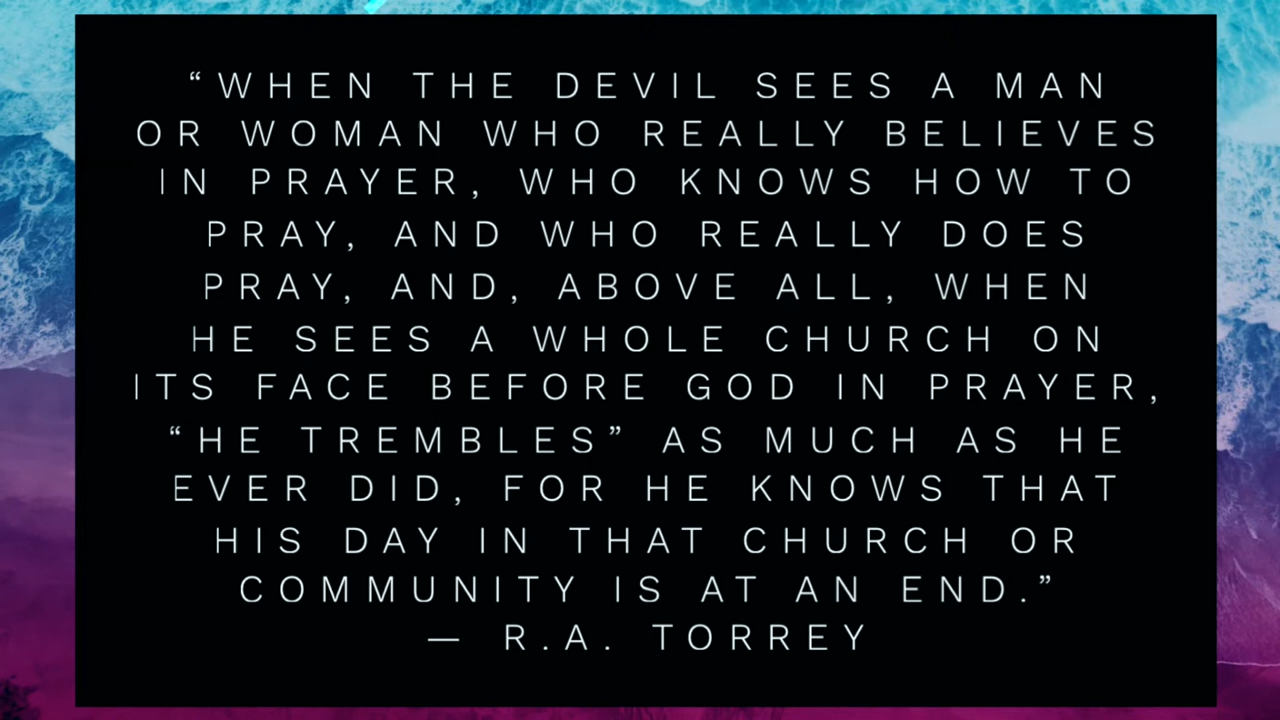 “WHEN THE DEVIL SEES A MAN
OR WOMAN WHO REALLY BELIEVES
IN PRAYER, WHO KNOWS HOW TO
PRAY, AND WHO REALLY DOES
PRAY, AND, ABOVE ALL, WHEN
HE SEES A WHOLE CHURCH ON
ITS FACE BEFORE GOD IN PRAYER,
“HE TREMBLES” AS MUCH AS HE
EVER DID, FOR HE KNOWS THAT
HIS DAY IN THAT CHURCH OR
COMMUNITY IS AT AN END.”
— R.A. TORREY